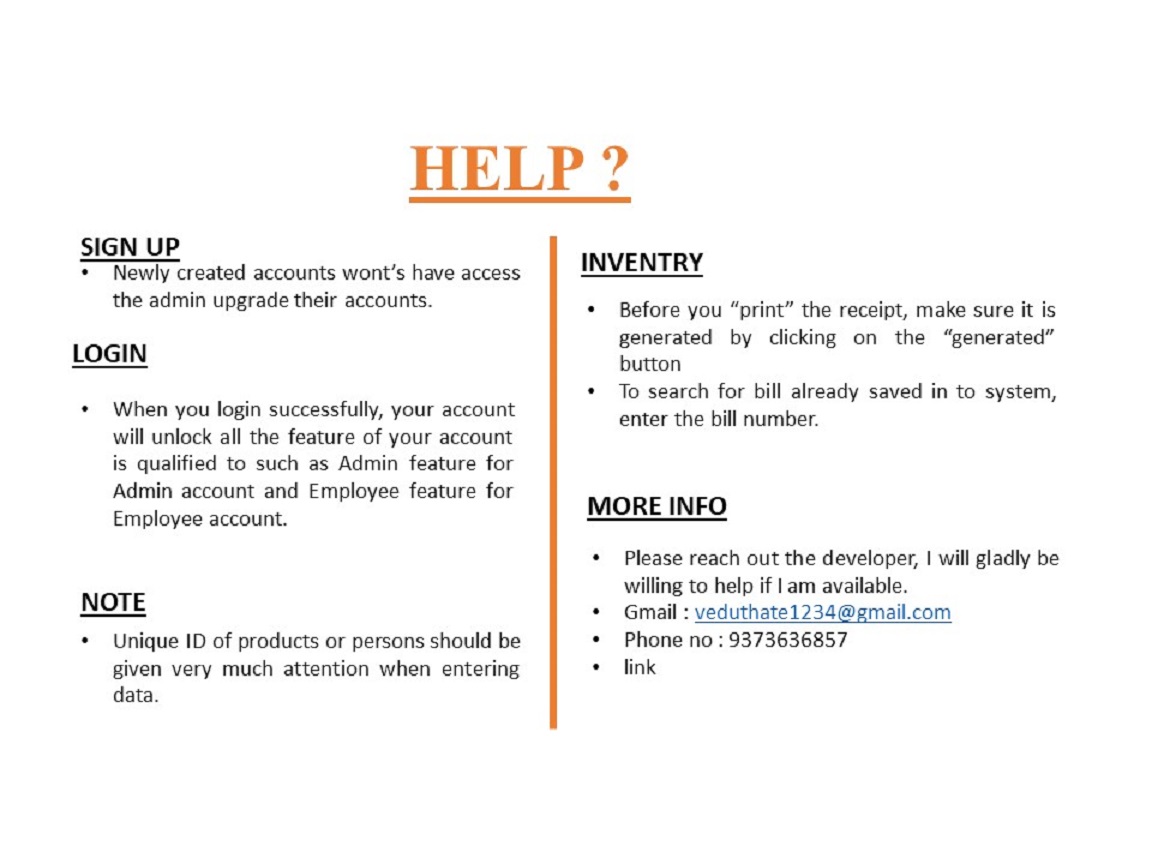 HELP ?
SIGN UP
• Newly created accounts wont’s have access
the admin upgrade their accounts.
LOGIN
• When you login successfully, your account
will unlock all the feature of your account
is qualified to such as Admin feature for
Admin account and Employee feature for
Employee account.
NOTE
• Unique ID of products or persons should be
given very much attention when entering
data.
INVENTRY
• Before you “print” the receipt, make sure it is
generated by clicking on the “generated”
button
• To search for bill already saved in to system,
enter the bill number.
MORE INFO
• Please reach out the developer, I will gladly be
willing to help if I am available.
• Gmail : veduthate1234@gmail.com
• Phone no : 9373636857
• link